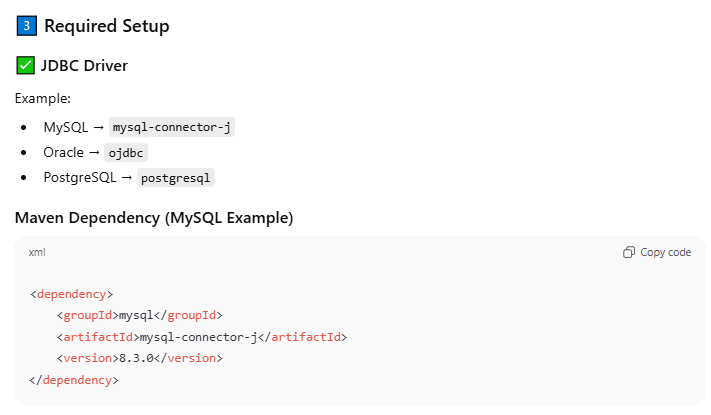 3 Required Setup
✅ JDBC Driver
Example:
• MySQL → mysql-connector-j
• Oracle → ojdbc
• PostgreSQL → postgresql
Maven Dependency (MySQL Example)
xml
Copy code
<dependency>
    <groupId>mysql</groupId>
    <artifactId>mysql-connector-j</artifactId>
    <version>8.3.0</version>
</dependency>